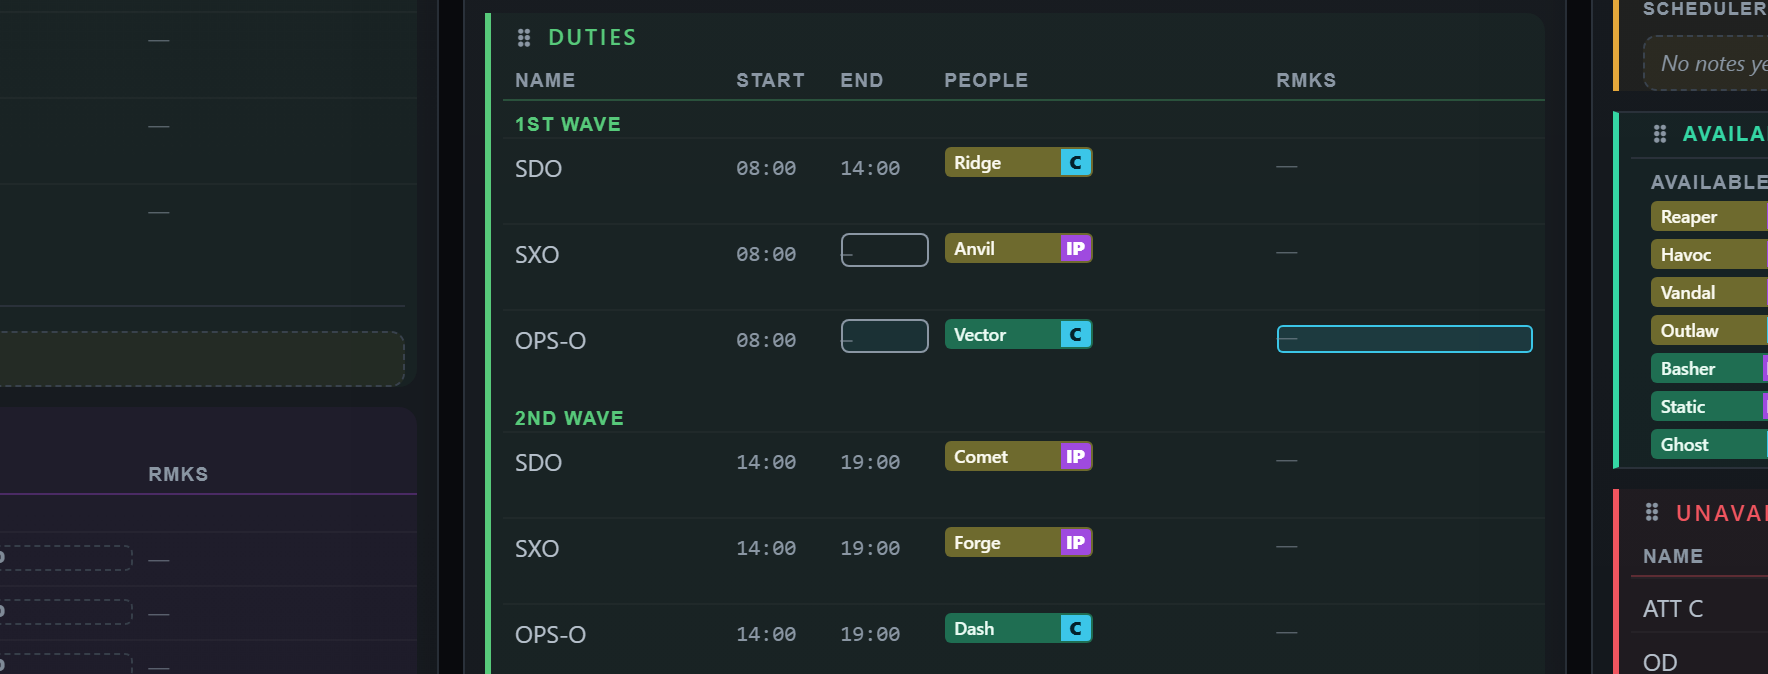 —
—
—
RMKS
—
—
—
DUTIES
NAME START END PEOPLE RMKS
1ST WAVE
SDO 08:00 14:00 Ridge C —
SXO 08:00 — Anvil IP —
OPS-O 08:00 — Vector C —
2ND WAVE
SDO 14:00 19:00 Comet IP —
SXO 14:00 19:00 Forge IP —
OPS-O 14:00 19:00 Dash C —
SCHEDULER
No notes ye
AVAILA
AVAILABLE
Reaper
Havoc
Vandal
Outlaw
Basher
Static
Ghost
UNAVA
NAME
ATT C
OD